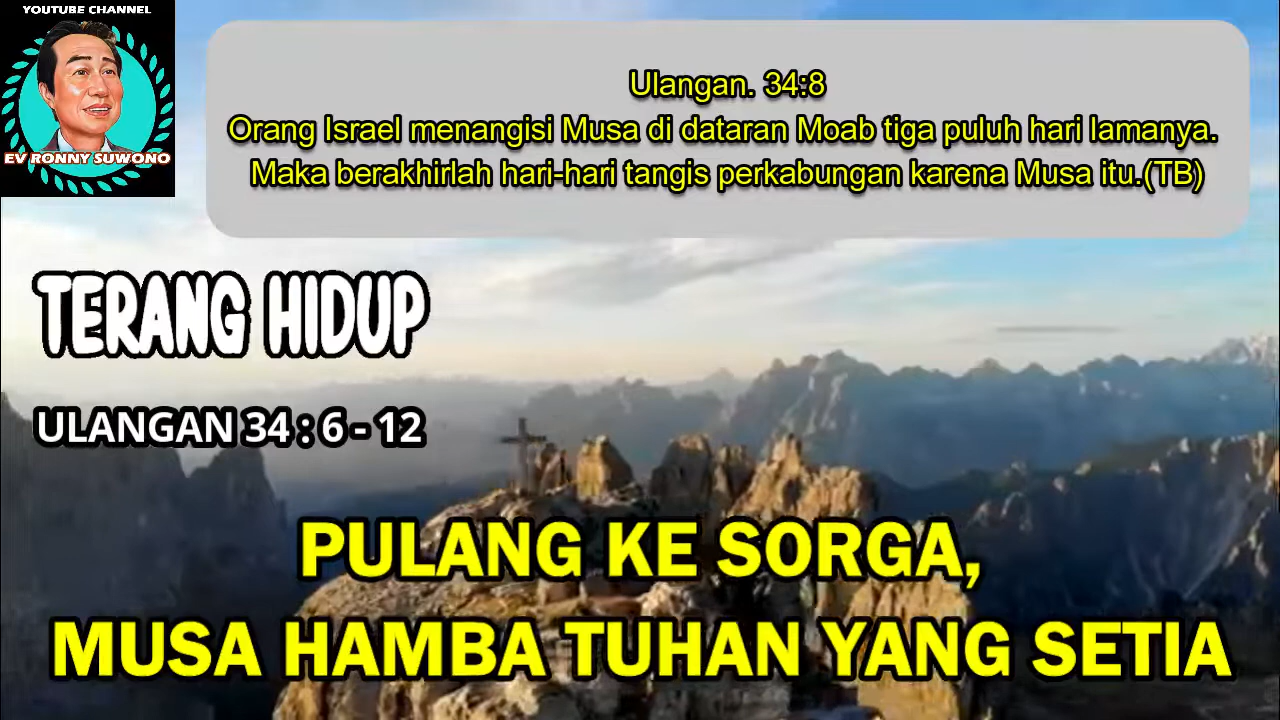 YOUTUBE CHANNEL
EV RONNY SUWONO
Ulangan. 34:8
Orang Israel menangisi Musa di dataran Moab tiga puluh hari lamanya.
Maka berakhirlah hari-hari tangis perkabungan karena Musa itu.(TB)
TERANG HIDUP
ULANGAN 34 : 6 - 12
PULANG KE SORGA,
MUSA HAMBA TUHAN YANG SETIA